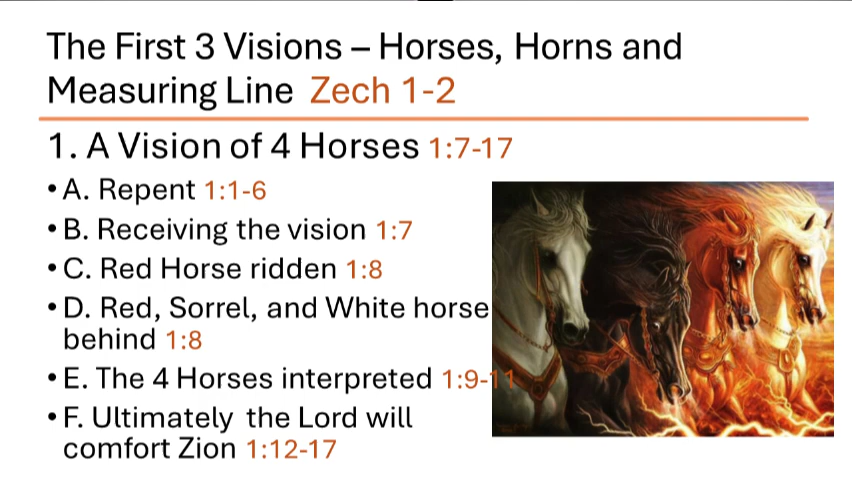 The First 3 Visions – Horses, Horns and
Measuring Line Zech 1-2
1. A Vision of 4 Horses 1:7-17
• A. Repent 1:1-6
• B. Receiving the vision 1:7
• C. Red Horse ridden 1:8
• D. Red, Sorrel, and White horse
behind 1:8
• E. The 4 Horses interpreted 1:9-11
• F. Ultimately the Lord will
comfort Zion 1:12-17